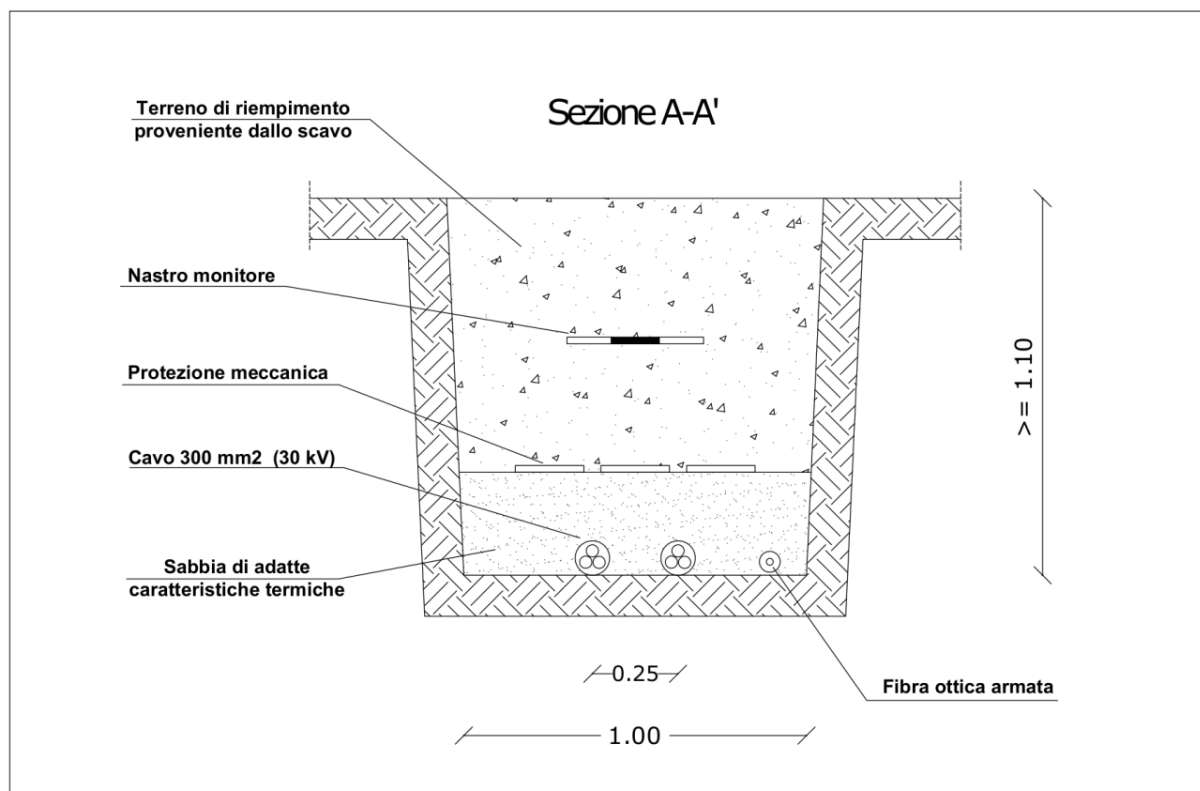 Sezione A-A'
Terreno di riempimento
proveniente dallo scavo
Nastro monitore
Protezione meccanica
Cavo 300 mm2 (30 kV)
Sabbia di adatte
caratteristiche termiche
>= 1.10
0.25
Fibra ottica armata
1.00